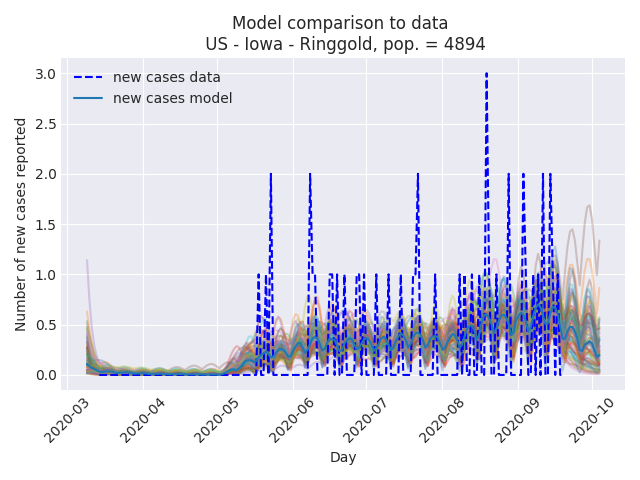 Model comparison to data
US - Iowa - Ringgold, pop. = 4894
new cases data
new cases model
Number of new cases reported
3.0
2.5
2.0
1.5
1.0
0.5
0.0
2020-03
2020-04
2020-05
2020-06
2020-07
2020-08
2020-09
2020-10
Day